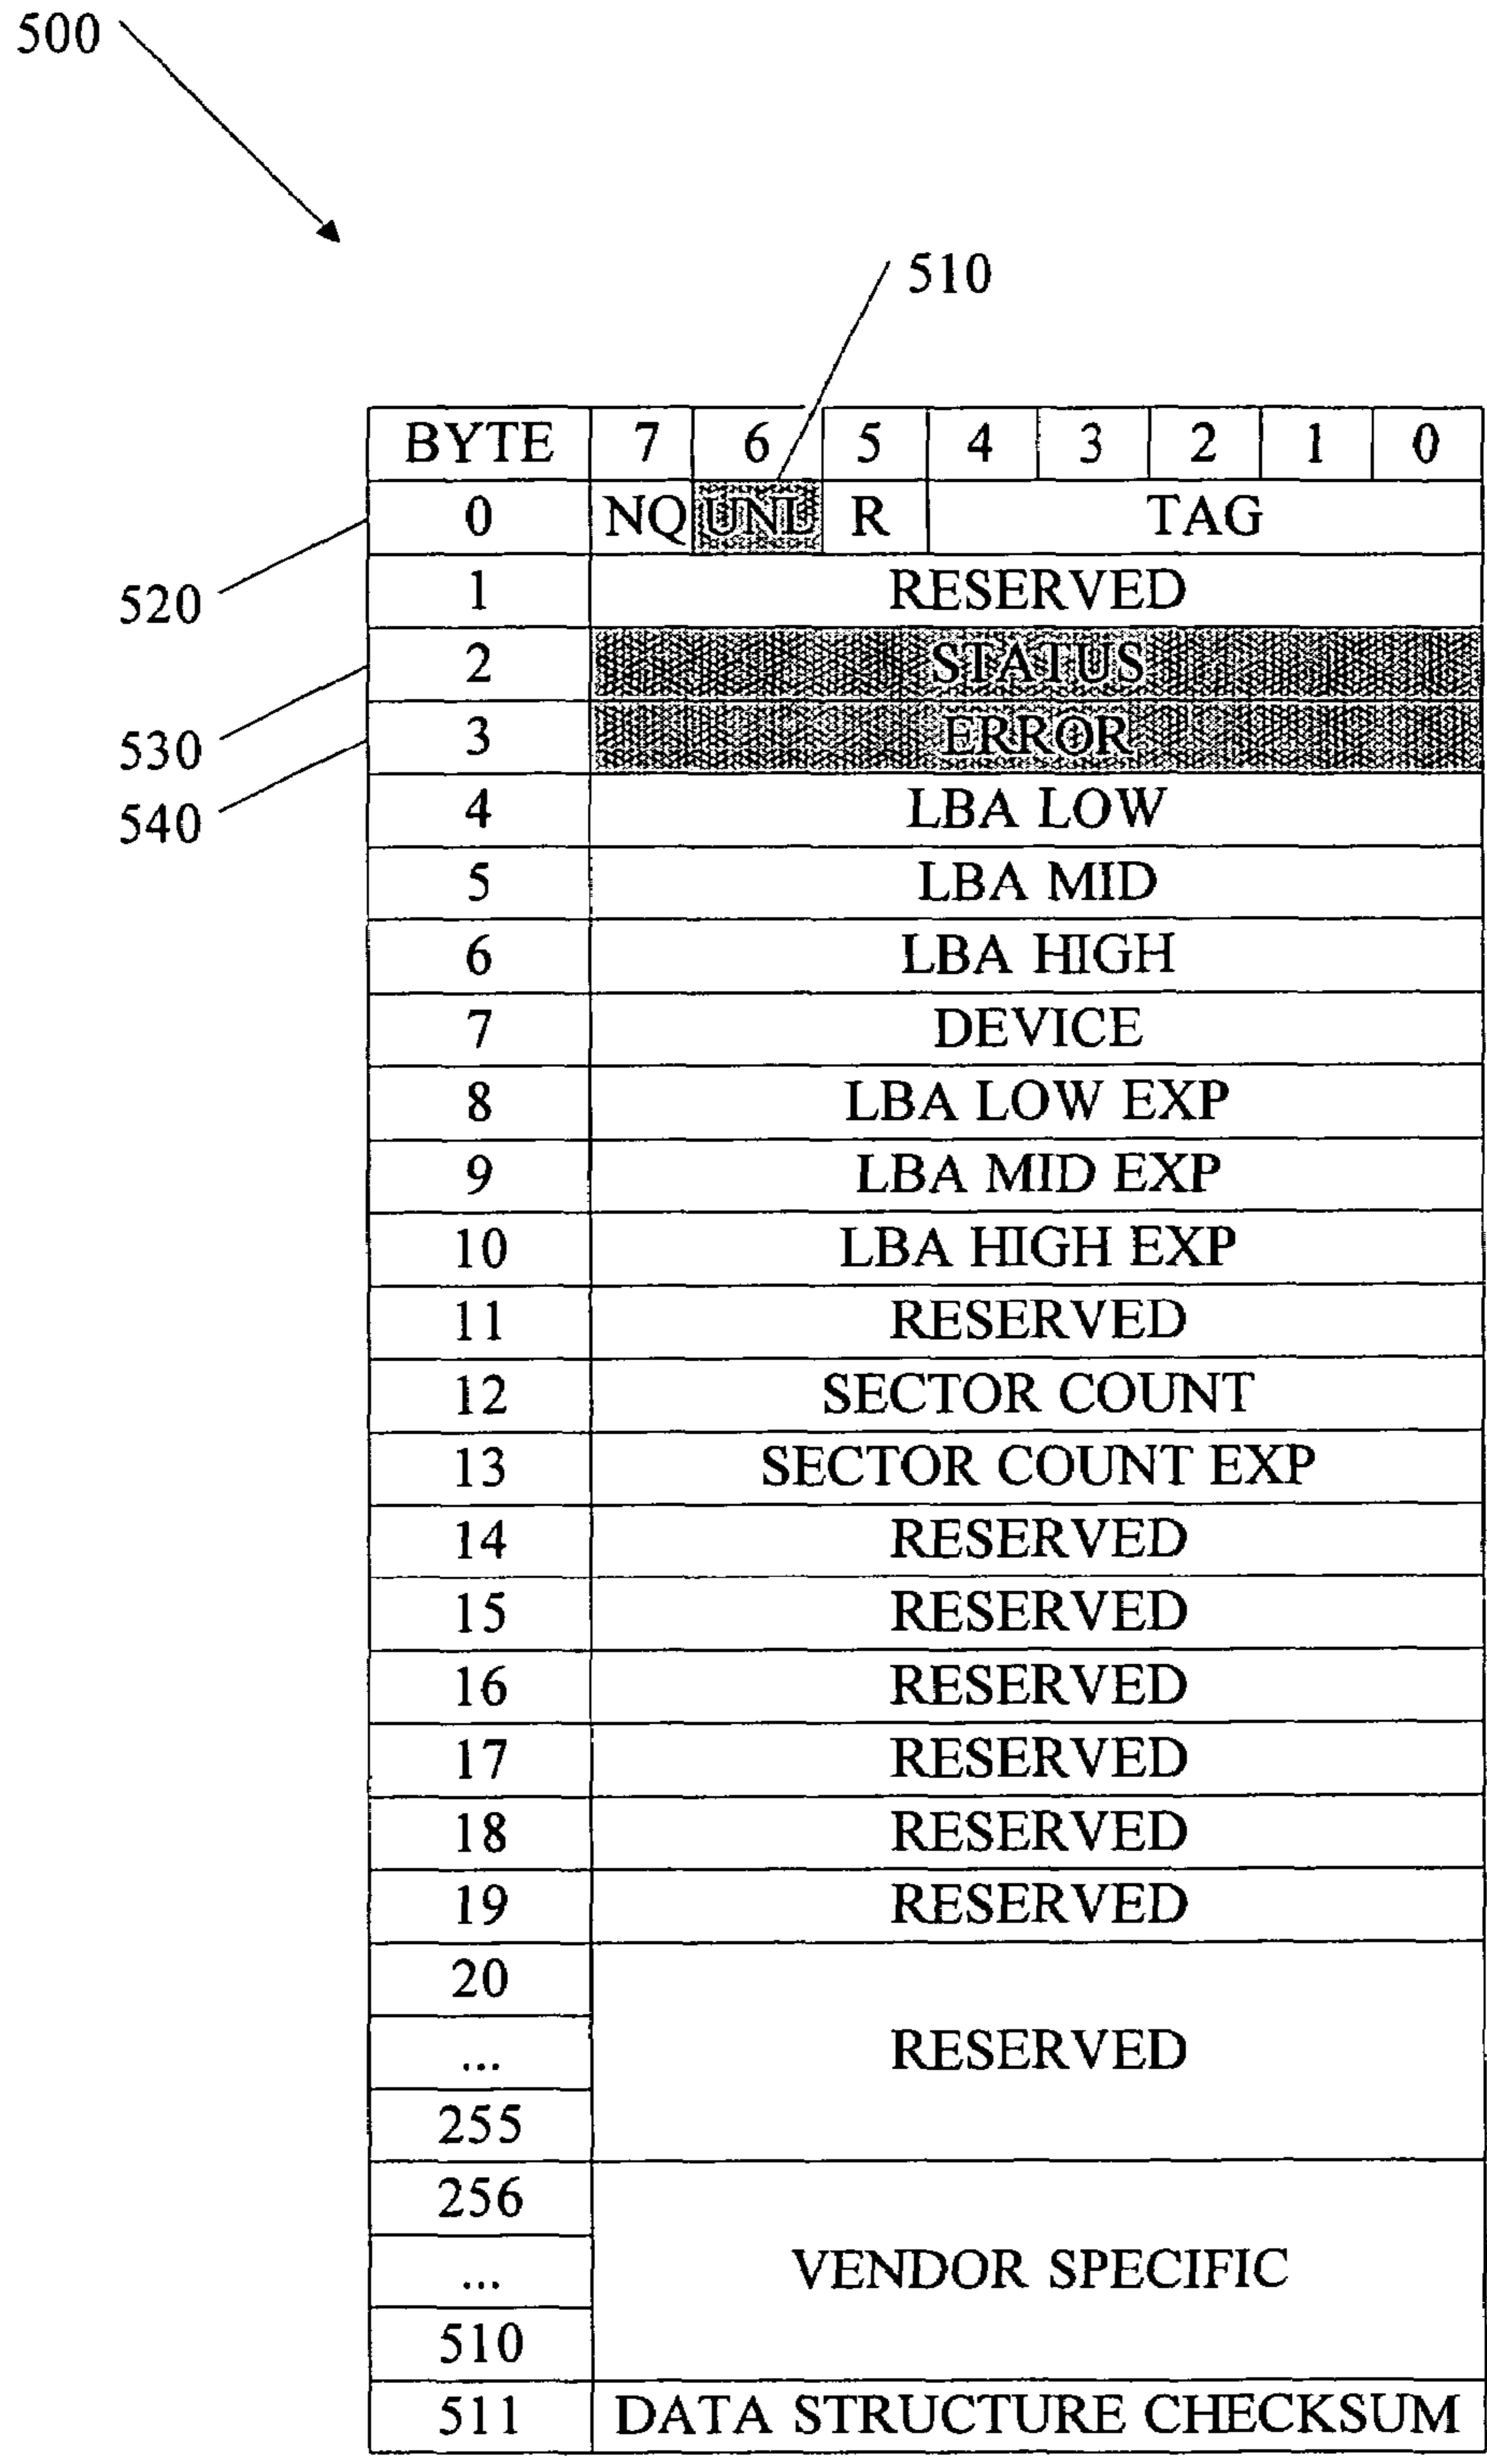 500
510
BYTE 7 6 5 4 3 2 1 0
0 NQ UNL R TAG
520
1 RESERVED
2 STATUS
530
3 ERROR
540
4 LBA LOW
5 LBA MID
6 LBA HIGH
7 DEVICE
8 LBA LOW EXP
9 LBA MID EXP
10 LBA HIGH EXP
11 RESERVED
12 SECTOR COUNT
13 SECTOR COUNT EXP
14 RESERVED
15 RESERVED
16 RESERVED
17 RESERVED
18 RESERVED
19 RESERVED
20
... RESERVED
255
256
... VENDOR SPECIFIC
510
511 DATA STRUCTURE CHECKSUM